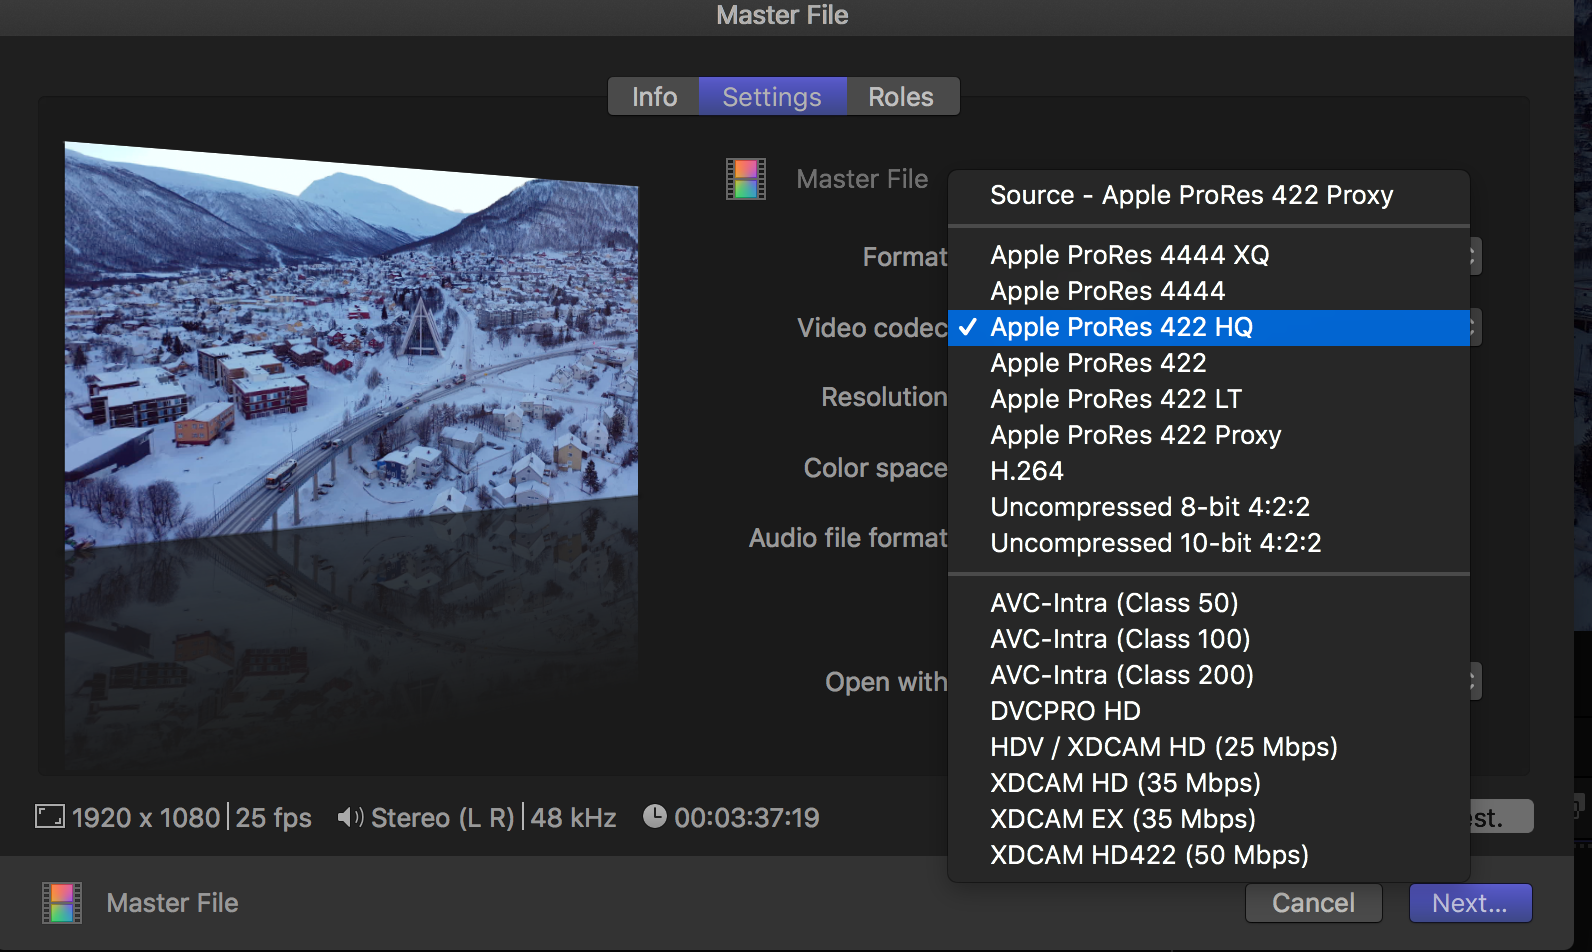 Master File
Info Settings Roles
Master File
Format
Video codec
Resolution
Color space
Audio file format
Open with
Source - Apple ProRes 422 Proxy
Apple ProRes 4444 XQ
Apple ProRes 4444
✓ Apple ProRes 422 HQ
Apple ProRes 422
Apple ProRes 422 LT
Apple ProRes 422 Proxy
H.264
Uncompressed 8-bit 4:2:2
Uncompressed 10-bit 4:2:2
AVC-Intra (Class 50)
AVC-Intra (Class 100)
AVC-Intra (Class 200)
DVCPRO HD
HDV / XDCAM HD (25 Mbps)
XDCAM HD (35 Mbps)
XDCAM EX (35 Mbps)
XDCAM HD422 (50 Mbps)
1920 x 1080 | 25 fps Stereo (L R) | 48 kHz 00:03:37:19
est.
Master File
Cancel Next...